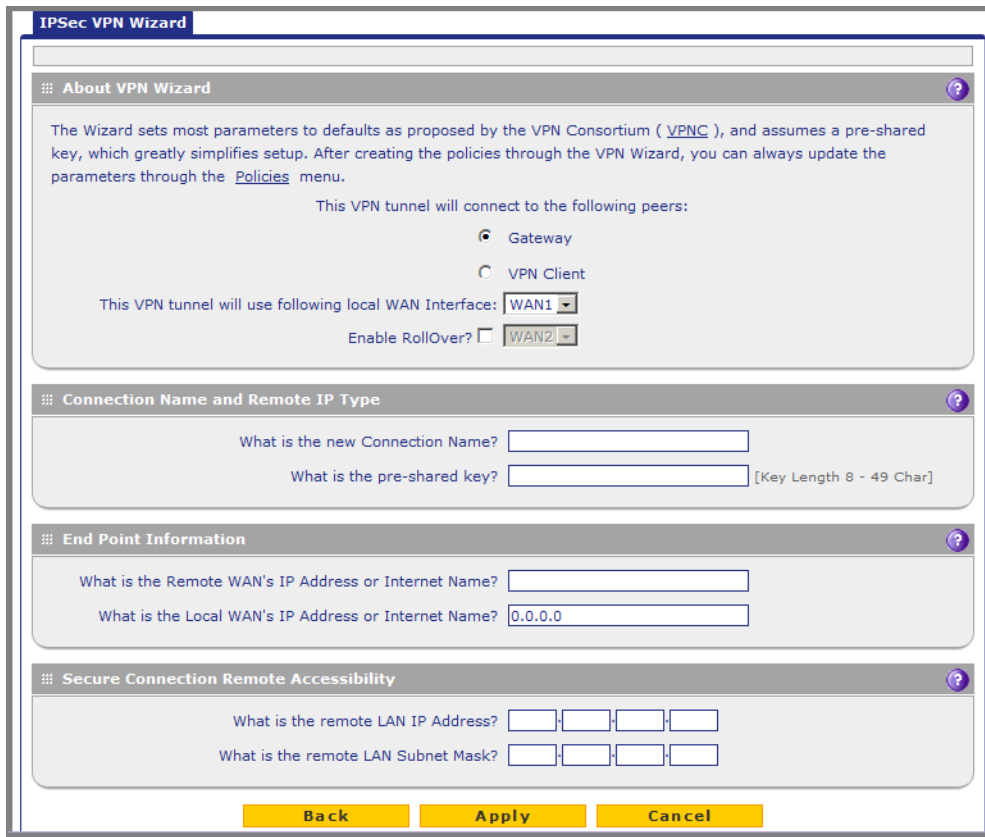 IPSec VPN Wizard
About VPN Wizard
?
The Wizard sets most parameters to defaults as proposed by the VPN Consortium ( VPNC ), and assumes a pre-shared
key, which greatly simplifies setup. After creating the policies through the VPN Wizard, you can always update the
parameters through the Policies menu.
This VPN tunnel will connect to the following peers:
Gateway
VPN Client
This VPN tunnel will use following local WAN Interface: WAN1
Enable RollOver? WAN2
Connection Name and Remote IP Type
?
What is the new Connection Name?
What is the pre-shared key? [Key Length 8 - 49 Char]
End Point Information
?
What is the Remote WAN's IP Address or Internet Name?
What is the Local WAN's IP Address or Internet Name? 0.0.0.0
Secure Connection Remote Accessibility
?
What is the remote LAN IP Address? . . .
What is the remote LAN Subnet Mask? . . .
Back Apply Cancel